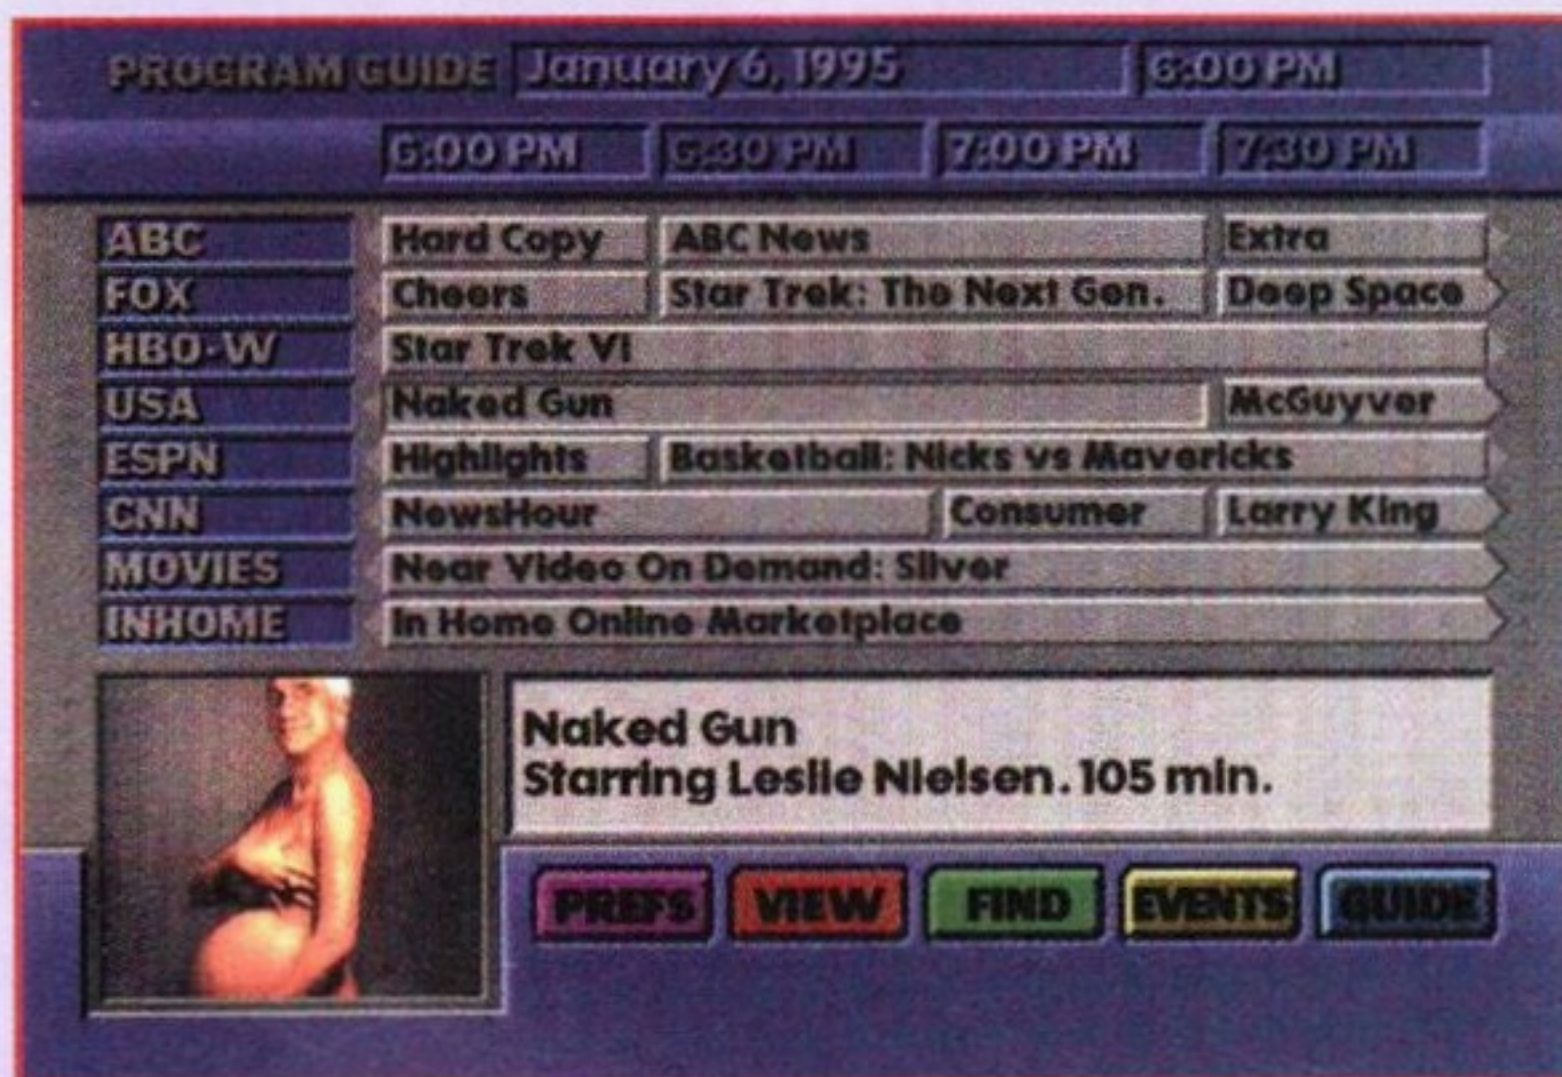 PROGRAM GUIDE January 6, 1995 6:00 PM
6:00 PM 6:30 PM 7:00 PM 7:30 PM
ABC Hard Copy ABC News Extra
FOX Cheers Star Trek: The Next Gen. Deep Space
HBO-W Star Trek VI
USA Naked Gun McGuyver
ESPN Highlights Basketball: Nicks vs Mavericks
CNN NewsHour Consumer Larry King
MOVIES Near Video On Demand: Sliver
INHOME In Home Online Marketplace
Naked Gun
Starring Leslie Nielsen. 105 min.
PREFS VIEW FIND EVENTS GUIDE